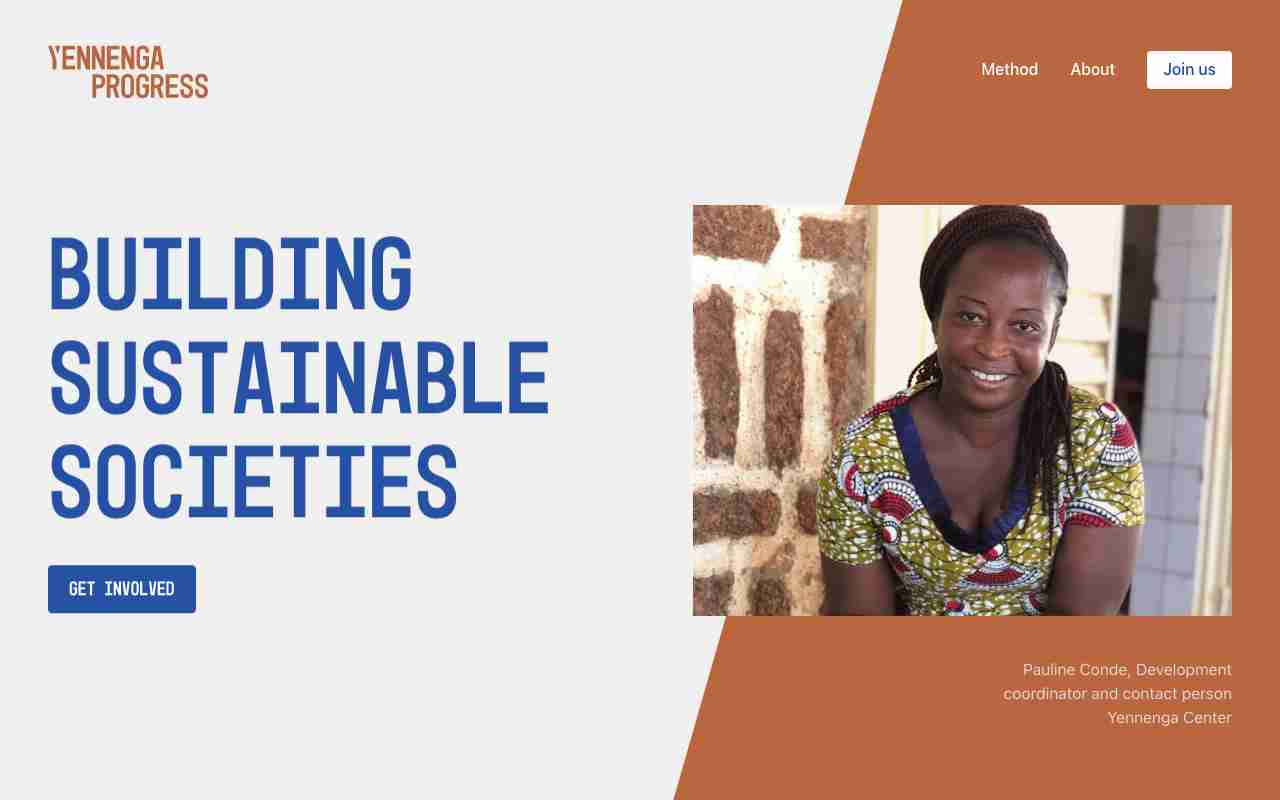 YENNENGA
PROGRESS
Method
About
Join us
BUILDING
SUSTAINABLE
SOCIETIES
GET INVOLVED
Pauline Conde, Development
coordinator and contact person
Yennenga Center